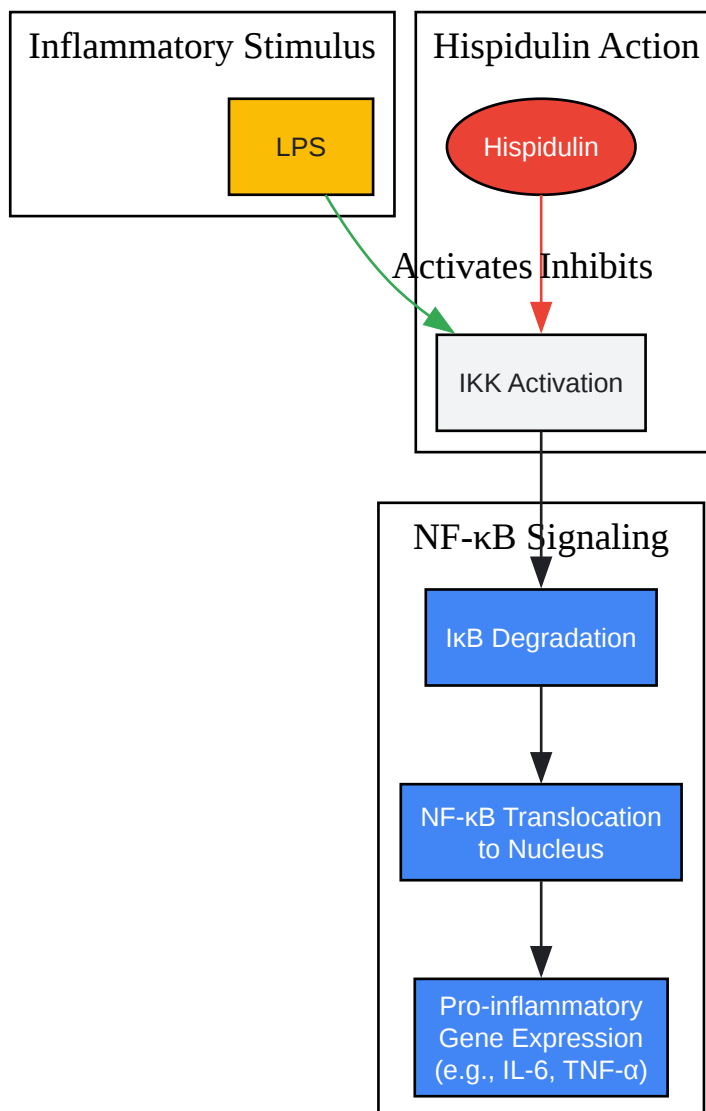 Inflammatory Stimulus
Hispidulin Action
LPS
Hispidulin
Activates
Inhibits
IKK Activation
NF-κB Signaling
IκB Degradation
NF-κB Translocation
to Nucleus
Pro-inflammatory
Gene Expression
(e.g., IL-6, TNF-α)